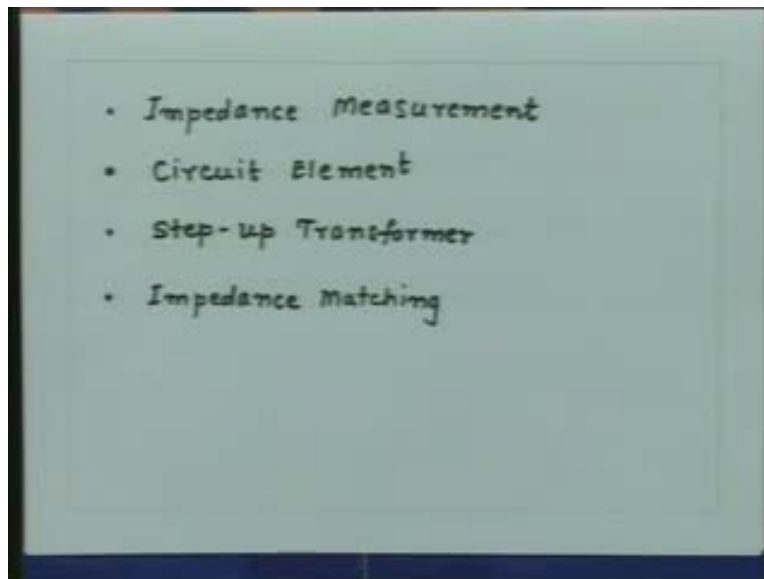 • Impedance Measurement
• Circuit Element
• Step-up Transformer
• Impedance Matching